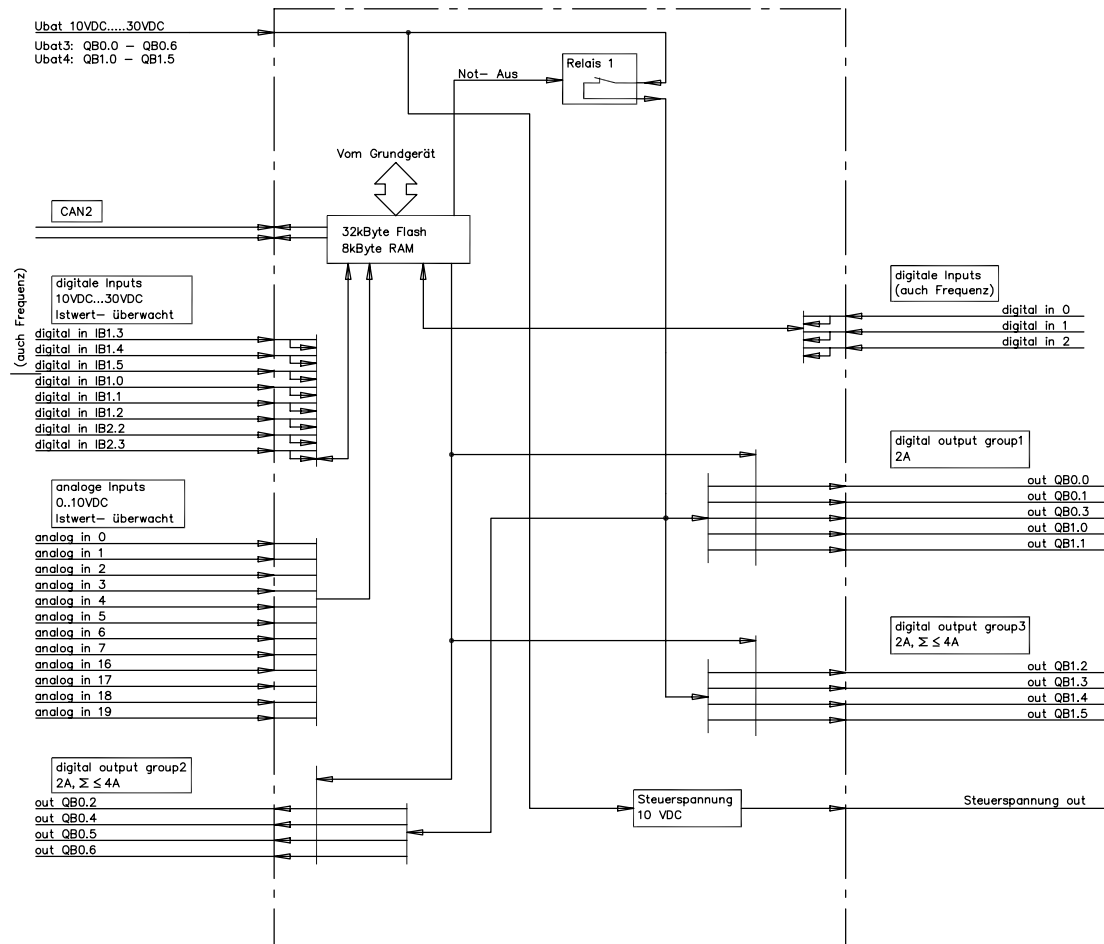 Ubat 10VDC.....30VDC
Ubat3: QB0.0 – QB0.6
Ubat4: QB1.0 – QB1.5
Relais 1
Not– Aus
Vom Grundgerät
CAN2
32kByte Flash
8kByte RAM
digitale Inputs
10VDC...30VDC
Istwert– überwacht
(auch Frequenz)
digital in IB1.3
digital in IB1.4
digital in IB1.5
digital in IB1.0
digital in IB1.1
digital in IB1.2
digital in IB2.2
digital in IB2.3
digitale Inputs
(auch Frequenz)
digital in 0
digital in 1
digital in 2
analoge Inputs
0..10VDC
Istwert– überwacht
analog in 0
analog in 1
analog in 2
analog in 3
analog in 4
analog in 5
analog in 6
analog in 7
analog in 16
analog in 17
analog in 18
analog in 19
digital output group1
2A
out QB0.0
out QB0.1
out QB0.3
out QB1.0
out QB1.1
digital output group3
2A, Σ ≤ 4A
out QB1.2
out QB1.3
out QB1.4
out QB1.5
digital output group2
2A, Σ ≤ 4A
out QB0.2
out QB0.4
out QB0.5
out QB0.6
Steuerspannung
10 VDC
Steuerspannung out